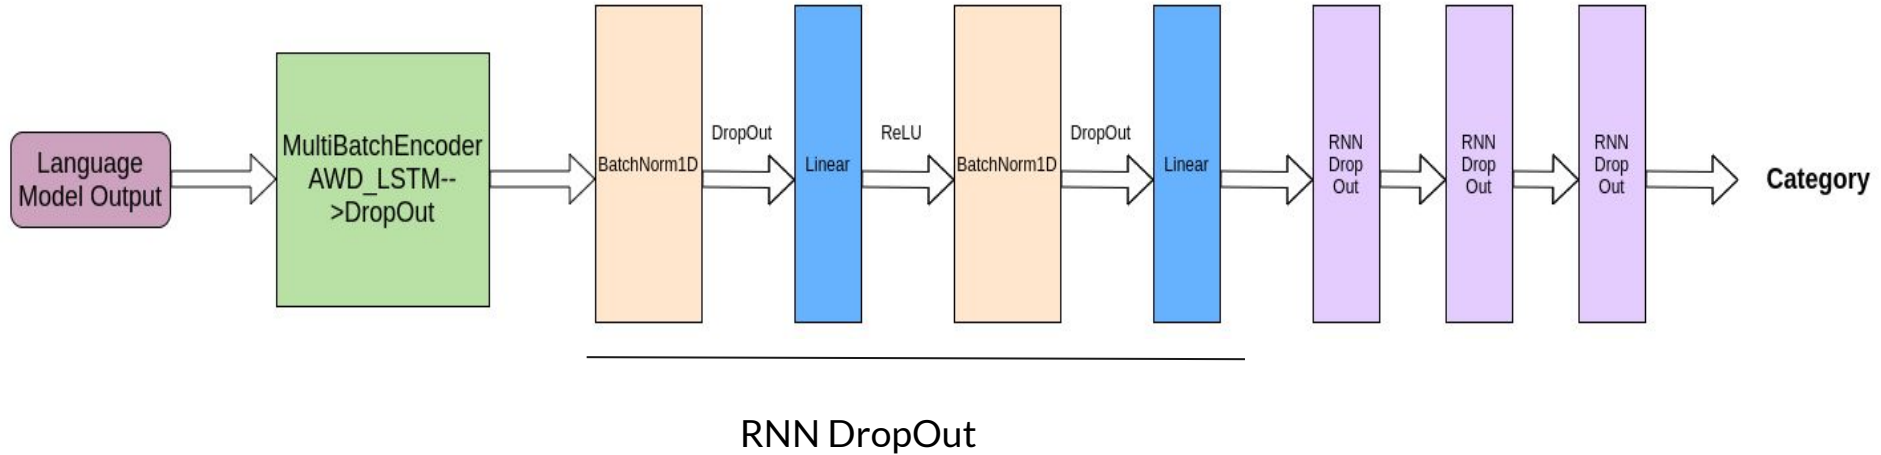 Language
Model Output
MultiBatchEncoder
AWD_LSTM--
>DropOut
BatchNorm1D
DropOut
Linear
ReLU
BatchNorm1D
DropOut
Linear
RNN
Drop
Out
RNN
Drop
Out
RNN
Drop
Out
Category
RNN DropOut